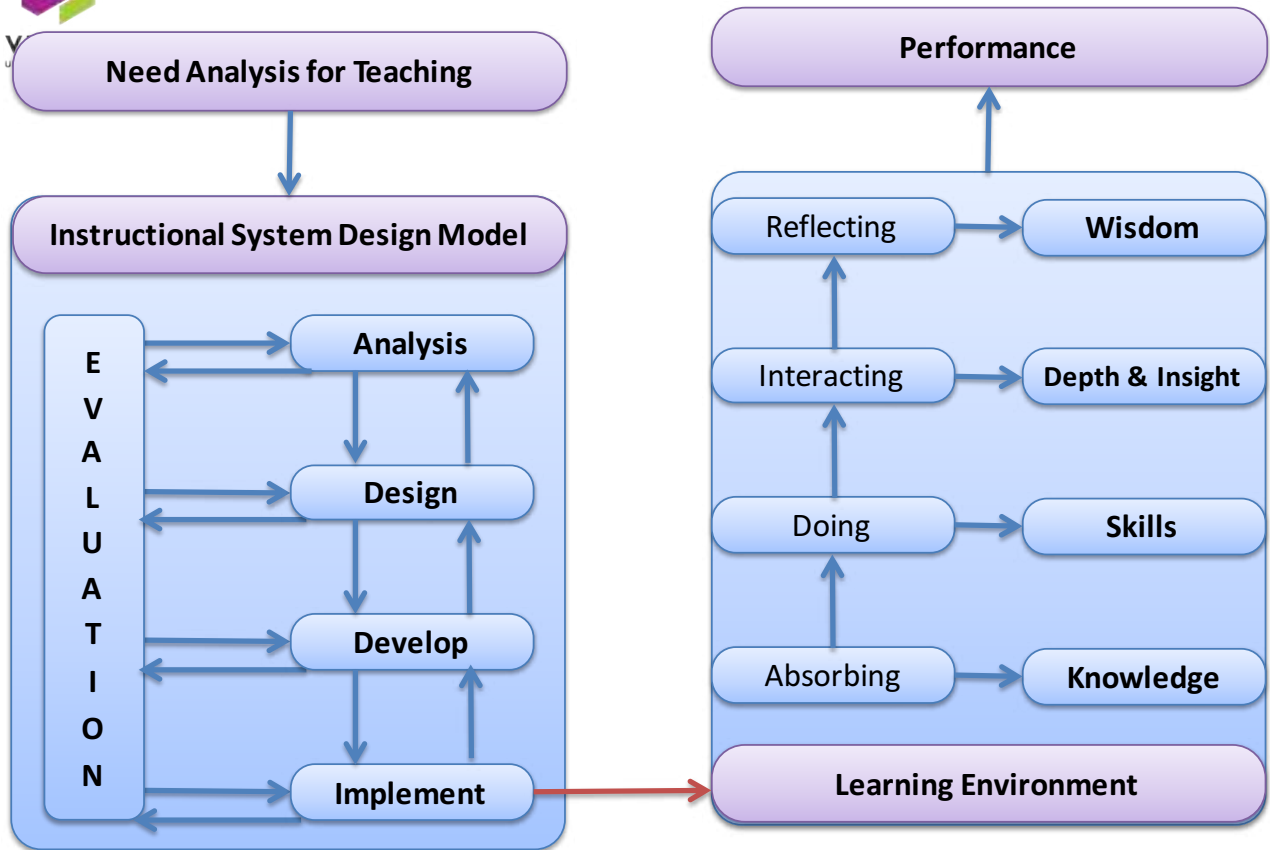 Need Analysis for Teaching
Instructional System Design Model
EVALUATION
Analysis
Design
Develop
Implement
Performance
Reflecting
Wisdom
Interacting
Depth & Insight
Doing
Skills
Absorbing
Knowledge
Learning Environment